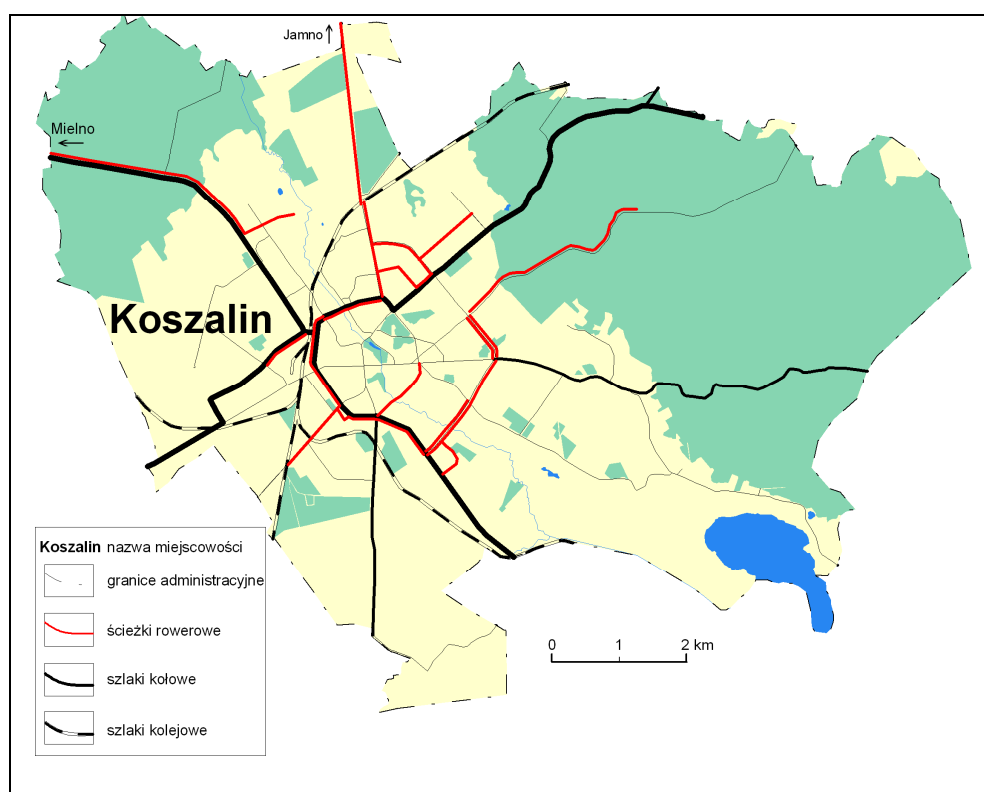 Jamno
Mielno
Koszalin
Koszalin nazwa miejscowości
granice administracyjne
ścieżki rowerowe
szlaki kołowe
szlaki kolejowe
0 1 2 km